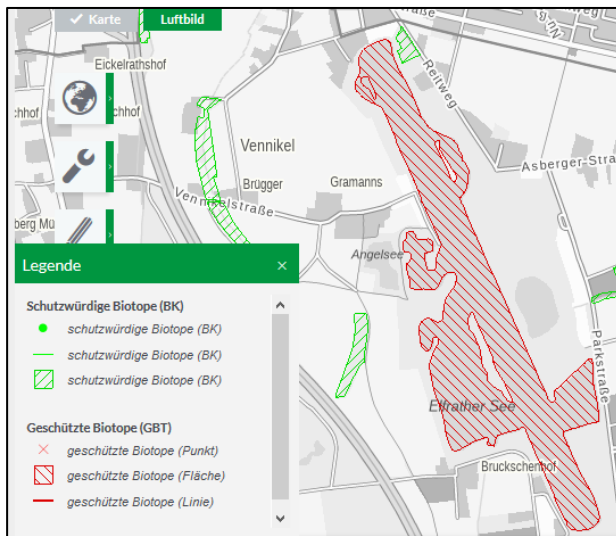 Karte
Luftbild
straße
Nu
Eickelrathshof
Reitweg
chhof
chhof
Vennikel
Asberger-Stra
Brügger
Gramanns
Vennikelstraße
berg Mü
Angelsee
Legende ×
Schutzwürdige Biotope (BK)
schutzwürdige Biotope (BK)
schutzwürdige Biotope (BK)
schutzwürdige Biotope (BK)
Parkstraße
Elfrather See
Geschützte Biotope (GBT)
geschützte Biotope (Punkt)
Bruckschenhof
geschützte Biotope (Fläche)
geschützte Biotope (Linie)